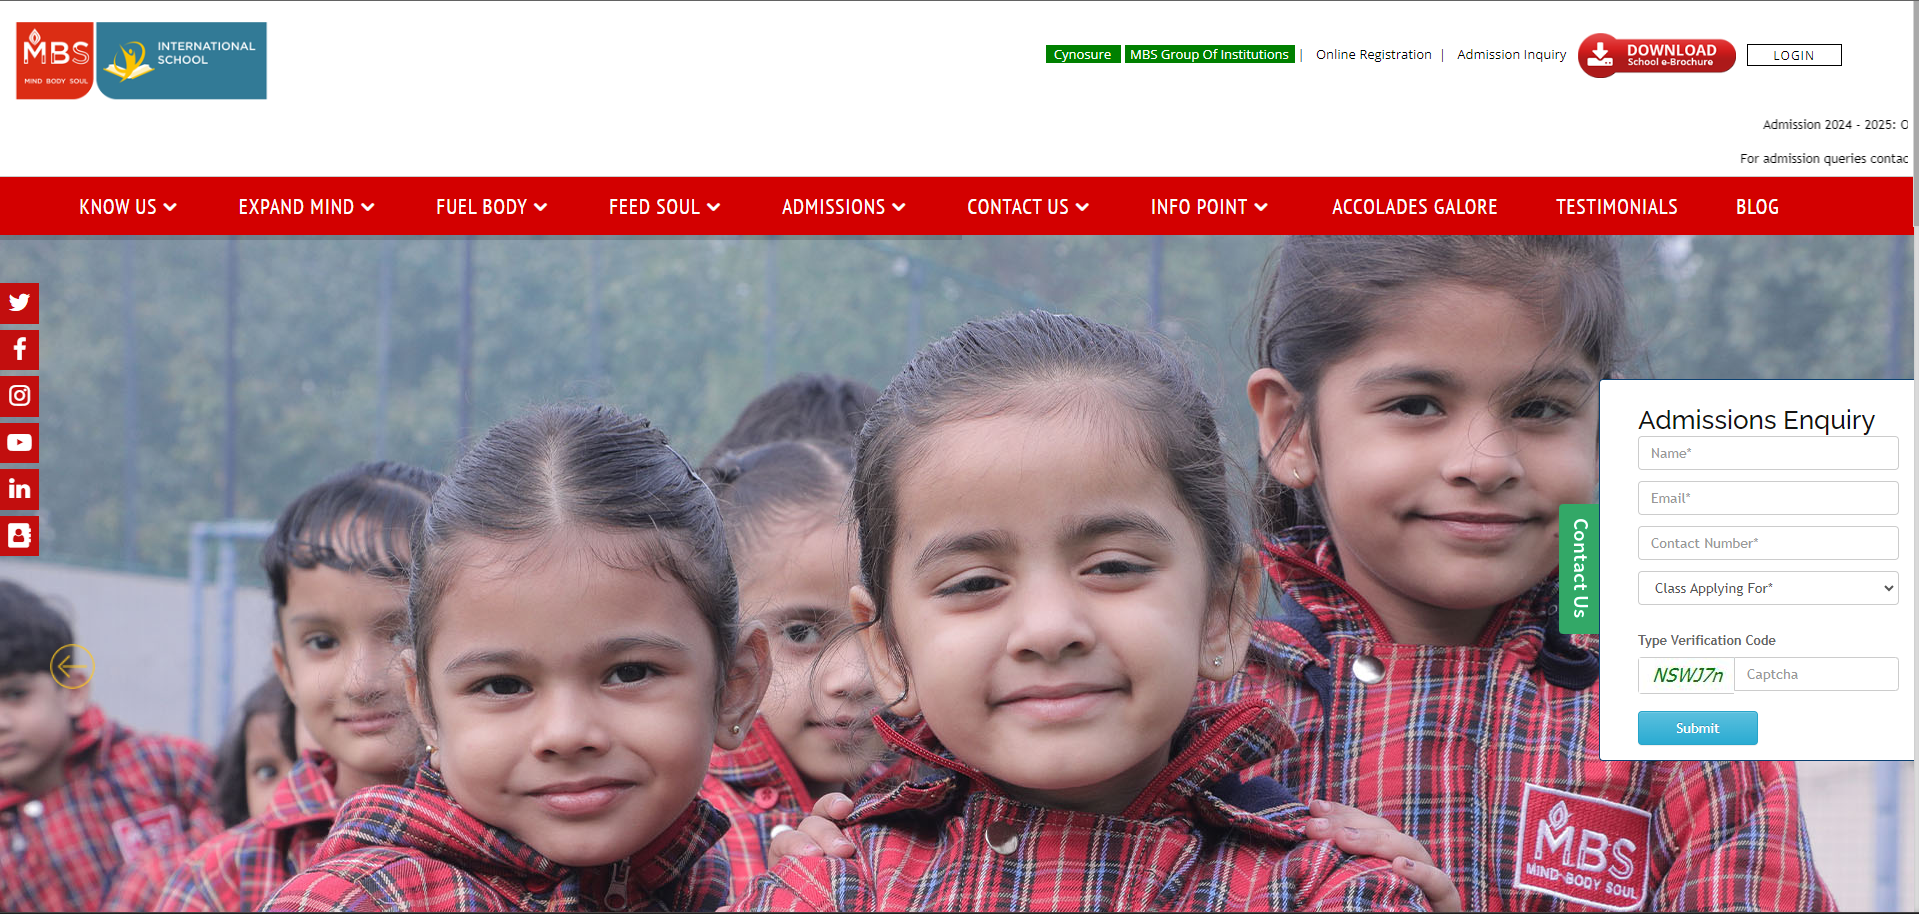 MBS
MIND BODY SOUL
INTERNATIONAL
SCHOOL
Cynosure
MBS Group Of Institutions
| Online Registration |
Admission Inquiry
DOWNLOAD
School e-Brochure
LOGIN
Admission 2024 - 2025: O
For admission queries contac
KNOW US
EXPAND MIND
FUEL BODY
FEED SOUL
ADMISSIONS
CONTACT US
INFO POINT
ACCOLADES GALORE
TESTIMONIALS
BLOG
Contact Us
Admissions Enquiry
Name*
Email*
Contact Number*
Class Applying For*
Type Verification Code
NSWJ7n
Captcha
Submit
MBS
MIND BODY SOUL